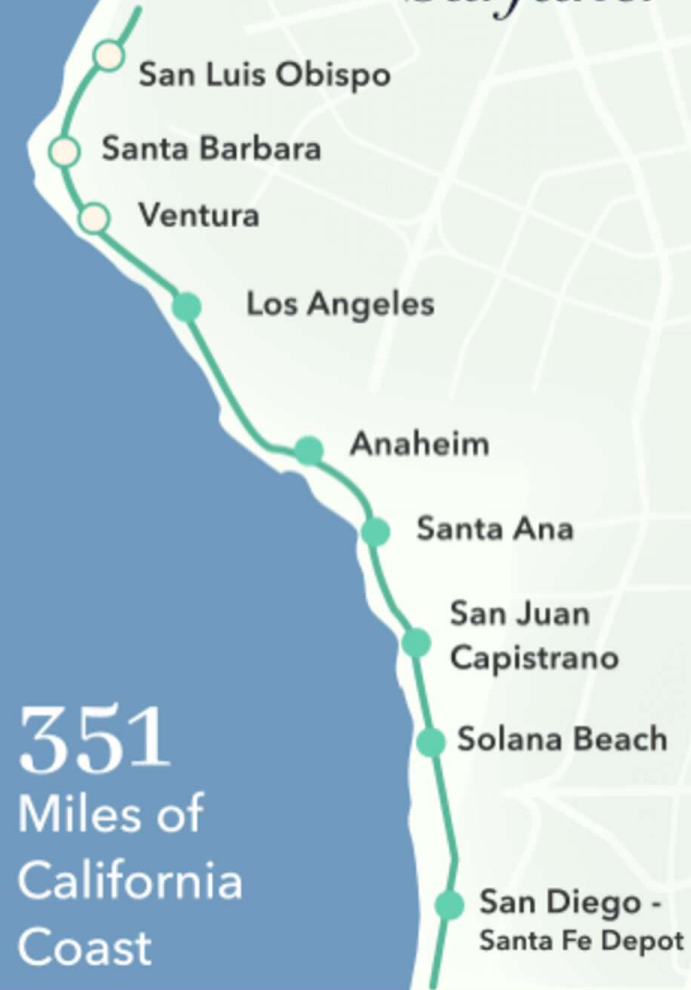 San Luis Obispo
Santa Barbara
Ventura
Los Angeles
Anaheim
Santa Ana
San Juan
Capistrano
Solana Beach
351
Miles of
California
Coast
San Diego -
Santa Fe Depot